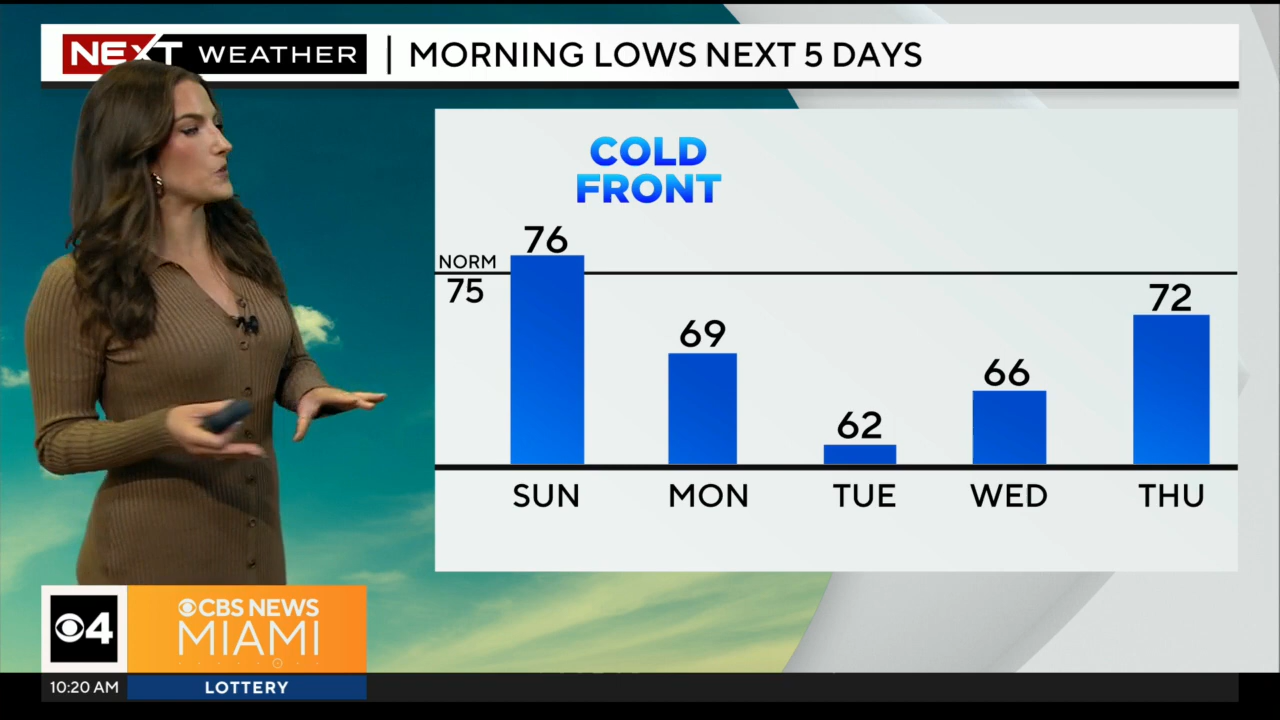 NEXT WEATHER | MORNING LOWS NEXT 5 DAYS
COLD
FRONT
76
NORM
75
69
62
66
72
SUN MON TUE WED THU
4
CBS NEWS
MIAMI
10:20 AM LOTTERY